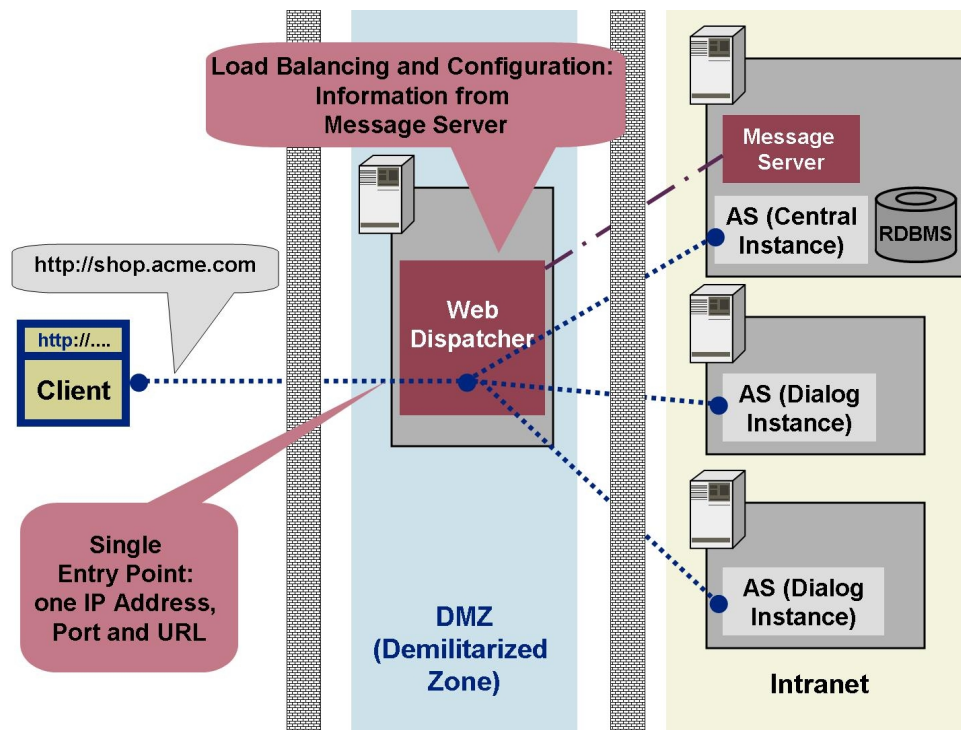 Load Balancing and Configuration:
Information from
Message Server
Message
Server
AS (Central
Instance)
RDBMS
http://shop.acme.com
http://....
Client
Web
Dispatcher
AS (Dialog
Instance)
Single
Entry Point:
one IP Address,
Port and URL
AS (Dialog
Instance)
DMZ
(Demilitarized
Zone)
Intranet